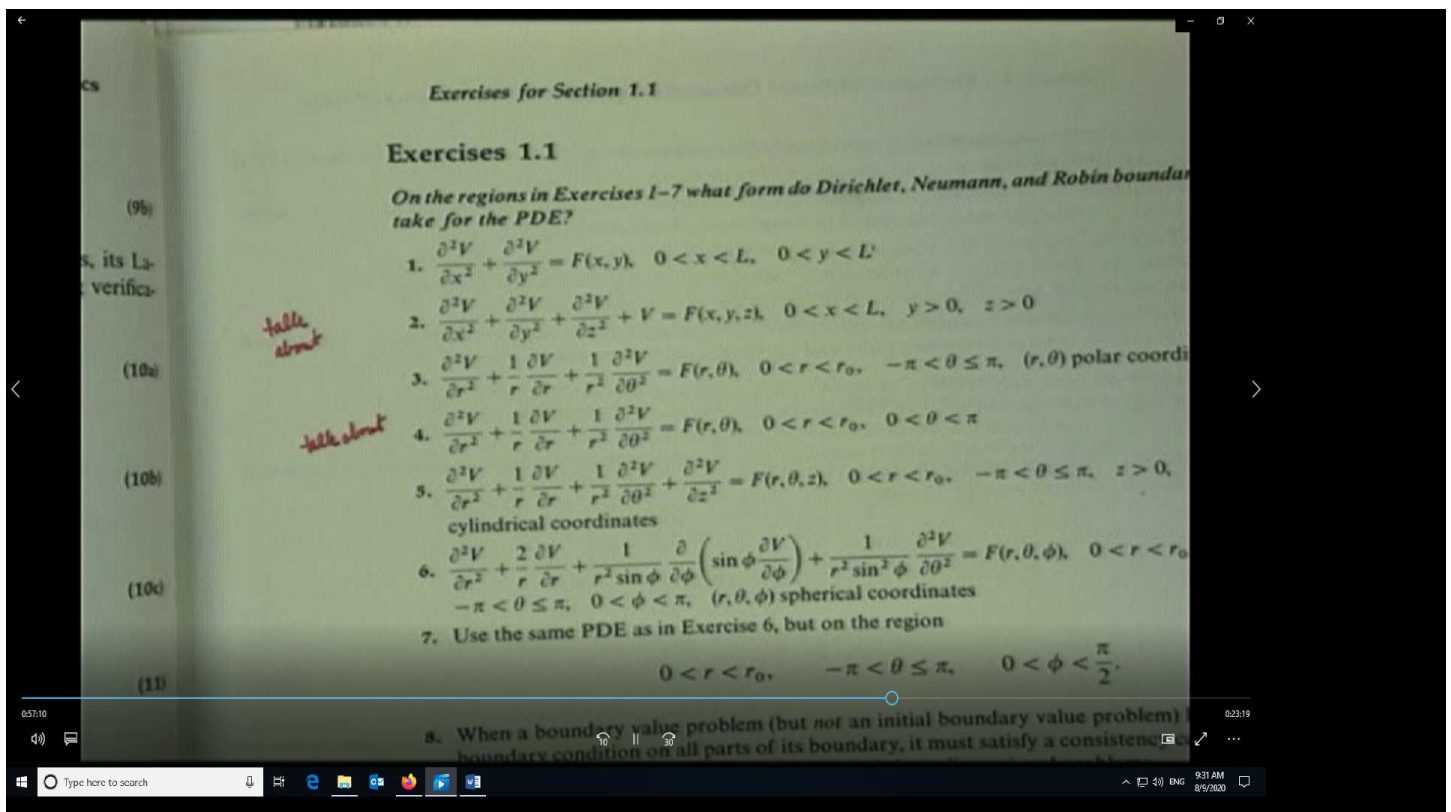 Exercises for Section 1.1
cs
Exercises 1.1
On the regions in Exercises 1–7 what form do Dirichlet, Neumann, and Robin boundar
take for the PDE?
(9b)
1. ∂²V/∂x² + ∂²V/∂y² = F(x, y), 0 < x < L, 0 < y < L'
s, its La-
verifica-
2. ∂²V/∂x² + ∂²V/∂y² + ∂²V/∂z² + V = F(x, y, z), 0 < x < L, y > 0, z > 0
talk
about
(10a)
3. ∂²V/∂r² + 1/r ∂V/∂r + 1/r² ∂²V/∂θ² = F(r, θ), 0 < r < r₀, −π < θ ≤ π, (r, θ) polar coordi
talk about
4. ∂²V/∂r² + 1/r ∂V/∂r + 1/r² ∂²V/∂θ² = F(r, θ), 0 < r < r₀, 0 < θ < π
(10b)
5. ∂²V/∂r² + 1/r ∂V/∂r + 1/r² ∂²V/∂θ² + ∂²V/∂z² = F(r, θ, z), 0 < r < r₀, −π < θ ≤ π, z > 0,
cylindrical coordinates
(10c)
6. ∂²V/∂r² + 2/r ∂V/∂r + 1/(r² sin φ) ∂/∂φ (sin φ ∂V/∂φ) + 1/(r² sin² φ) ∂²V/∂θ² = F(r, θ, φ), 0 < r < r₀
−π < θ ≤ π, 0 < φ < π, (r, θ, φ) spherical coordinates
7. Use the same PDE as in Exercise 6, but on the region
0 < r < r₀, −π < θ ≤ π, 0 < φ < π/2.
(11)
0:57:10
0:23:19
8. When a boundary value problem (but not an initial boundary value problem)
boundary condition on all parts of its boundary, it must satisfy a consistenc
10
30
Type here to search
ENG
9:31 AM
8/9/2020